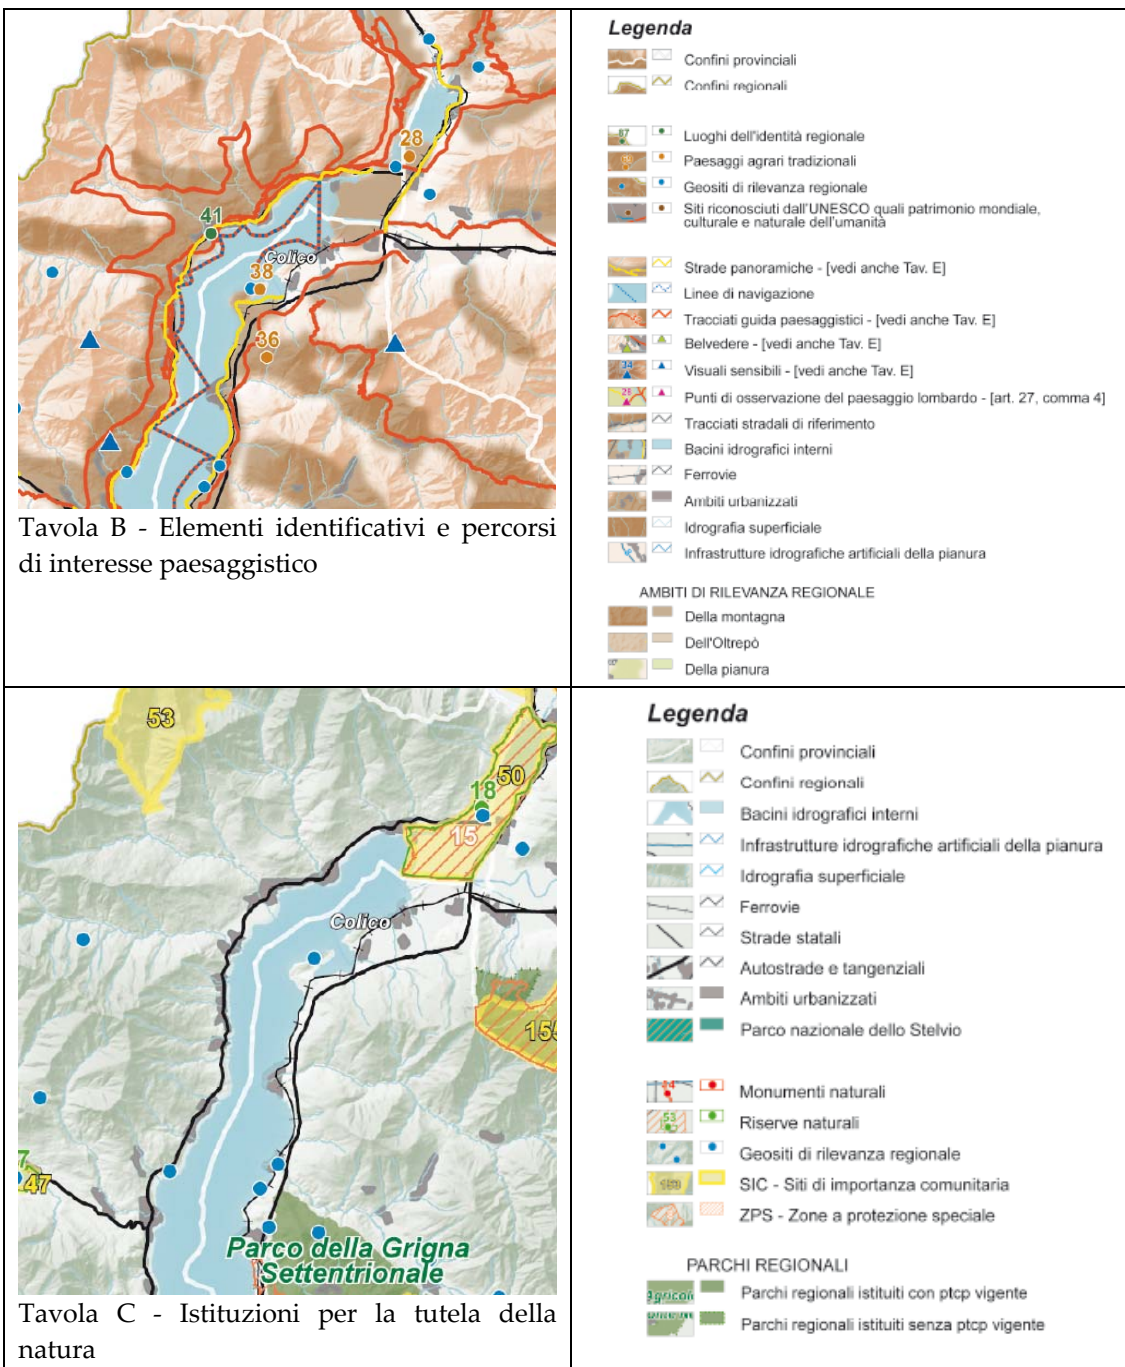 28
41
Colico
38
36
Tavola B - Elementi identificativi e percorsi
di interesse paesaggistico
Legenda
Confini provinciali
Confini regionali
Luoghi dell'identità regionale
Paesaggi agrari tradizionali
Geositi di rilevanza regionale
Siti riconosciuti dall'UNESCO quali patrimonio mondiale,
culturale e naturale dell'umanità
Strade panoramiche - [vedi anche Tav. E]
Linee di navigazione
Tracciati guida paesaggistici - [vedi anche Tav. E]
Belvedere - [vedi anche Tav. E]
34
Visuali sensibili - [vedi anche Tav. E]
Punti di osservazione del paesaggio lombardo - [art. 27, comma 4]
Tracciati stradali di riferimento
Bacini idrografici interni
Ferrovie
Ambiti urbanizzati
Idrografia superficiale
Infrastrutture idrografiche artificiali della pianura
AMBITI DI RILEVANZA REGIONALE
Della montagna
Dell'Oltrepò
Della pianura
53
50
18
15
Colico
155
7
47
Parco della Grigna
Settentrionale
Tavola C - Istituzioni per la tutela della
natura
Legenda
Confini provinciali
Confini regionali
Bacini idrografici interni
Infrastrutture idrografiche artificiali della pianura
Idrografia superficiale
Ferrovie
Strade statali
Autostrade e tangenziali
Ambiti urbanizzati
Parco nazionale dello Stelvio
Monumenti naturali
53
Riserve naturali
Geositi di rilevanza regionale
SIC - Siti di importanza comunitaria
ZPS - Zone a protezione speciale
PARCHI REGIONALI
Agricol
Parchi regionali istituiti con ptcp vigente
Parchi regionali istituiti senza ptcp vigente